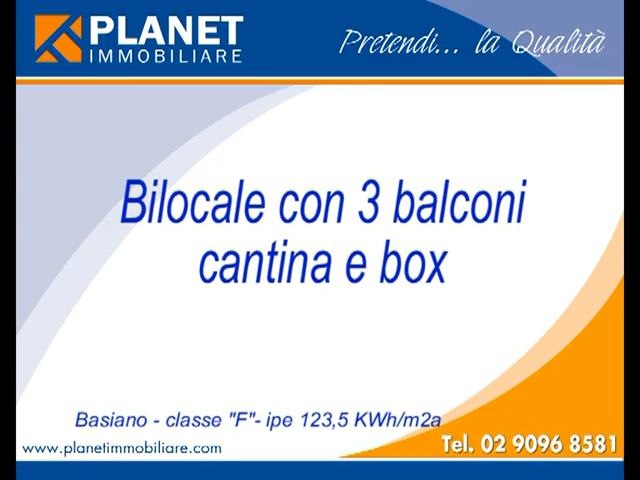 PLANET
IMMOBILIARE
Pretendi... la Qualità
Bilocale con 3 balconi
cantina e box
Basiano - classe "F"- ipe 123,5 KWh/m2a
www.planetimmobiliare.com
Tel. 02 9096 8581